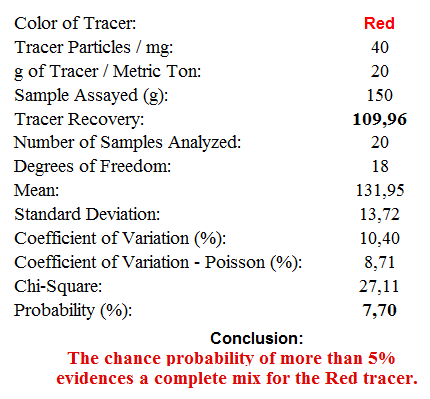 Color of Tracer: Red
Tracer Particles / mg: 40
g of Tracer / Metric Ton: 20
Sample Assayed (g): 150
Tracer Recovery: 109,96
Number of Samples Analyzed: 20
Degrees of Freedom: 18
Mean: 131,95
Standard Deviation: 13,72
Coefficient of Variation (%): 10,40
Coefficient of Variation - Poisson (%): 8,71
Chi-Square: 27,11
Probability (%): 7,70
Conclusion:
The chance probability of more than 5%
evidences a complete mix for the Red tracer.